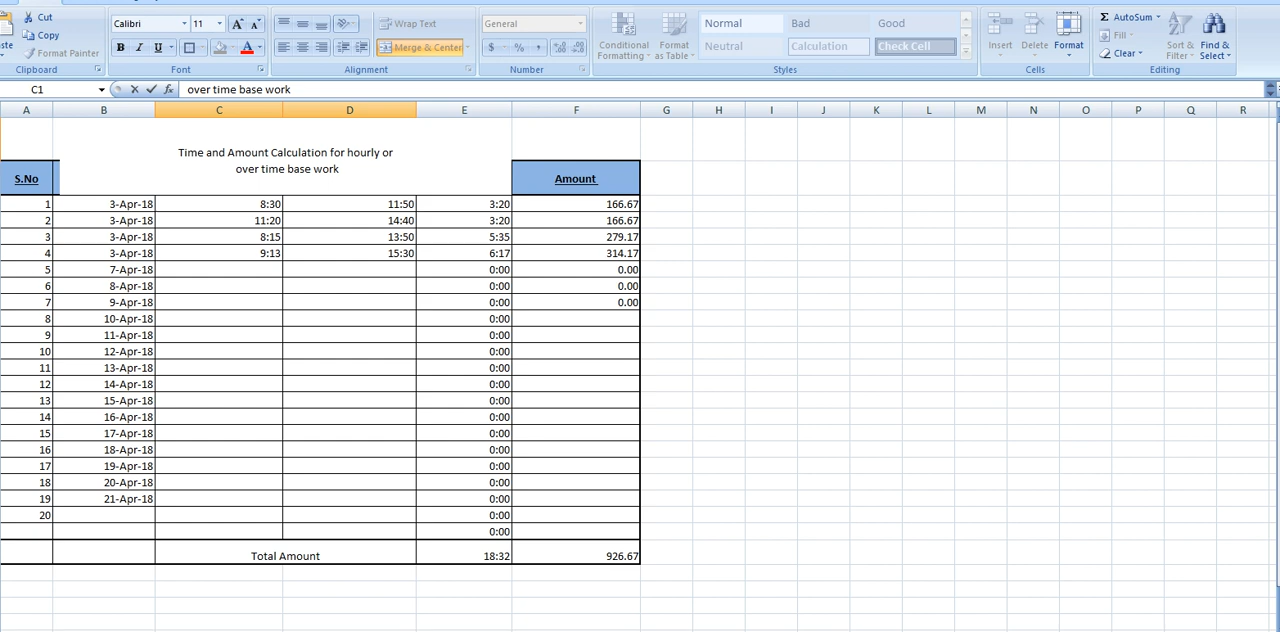 Cut
Calibri 11 A A
Wrap Text
General
Normal Bad Good
Σ AutoSum
Copy
Format Painter
B I U A
Merge & Center
$ % ,
Conditional Formatting
Format as Table
Neutral Calculation Check Cell
Insert Delete Format
Fill
Clear
Sort & Filter
Find & Select
Clipboard Font Alignment Number Styles Cells Editing
C1 fx over time base work
A B C D E F G H I J K L M N O P Q R
Time and Amount Calculation for hourly or
over time base work
S.No Amount
1 3-Apr-18 8:30 11:50 3:20 166.67
2 3-Apr-18 11:20 14:40 3:20 166.67
3 3-Apr-18 8:15 13:50 5:35 279.17
4 3-Apr-18 9:13 15:30 6:17 314.17
5 7-Apr-18 0:00 0.00
6 8-Apr-18 0:00 0.00
7 9-Apr-18 0:00 0.00
8 10-Apr-18 0:00
9 11-Apr-18 0:00
10 12-Apr-18 0:00
11 13-Apr-18 0:00
12 14-Apr-18 0:00
13 15-Apr-18 0:00
14 16-Apr-18 0:00
15 17-Apr-18 0:00
16 18-Apr-18 0:00
17 19-Apr-18 0:00
18 20-Apr-18 0:00
19 21-Apr-18 0:00
20 0:00
0:00
Total Amount 18:32 926.67